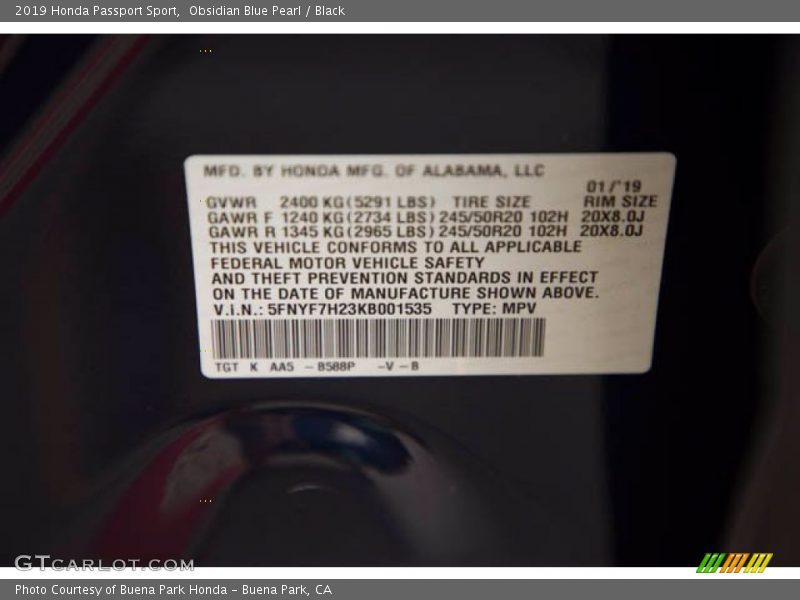 2019 Honda Passport Sport, Obsidian Blue Pearl / Black
MFD. BY HONDA MFG. OF ALABAMA, LLC
01/'19
GVWR 2400 KG(5291 LBS) TIRE SIZE RIM SIZE
GAWR F 1240 KG(2734 LBS) 245/50R20 102H 20X8.0J
GAWR R 1345 KG(2965 LBS) 245/50R20 102H 20X8.0J
THIS VEHICLE CONFORMS TO ALL APPLICABLE
FEDERAL MOTOR VEHICLE SAFETY
AND THEFT PREVENTION STANDARDS IN EFFECT
ON THE DATE OF MANUFACTURE SHOWN ABOVE.
V.I.N.: 5FNYF7H23KB001535 TYPE: MPV
TGT K AA5 -B588P -V -B
GTCARLOT.COM
Photo Courtesy of Buena Park Honda - Buena Park, CA